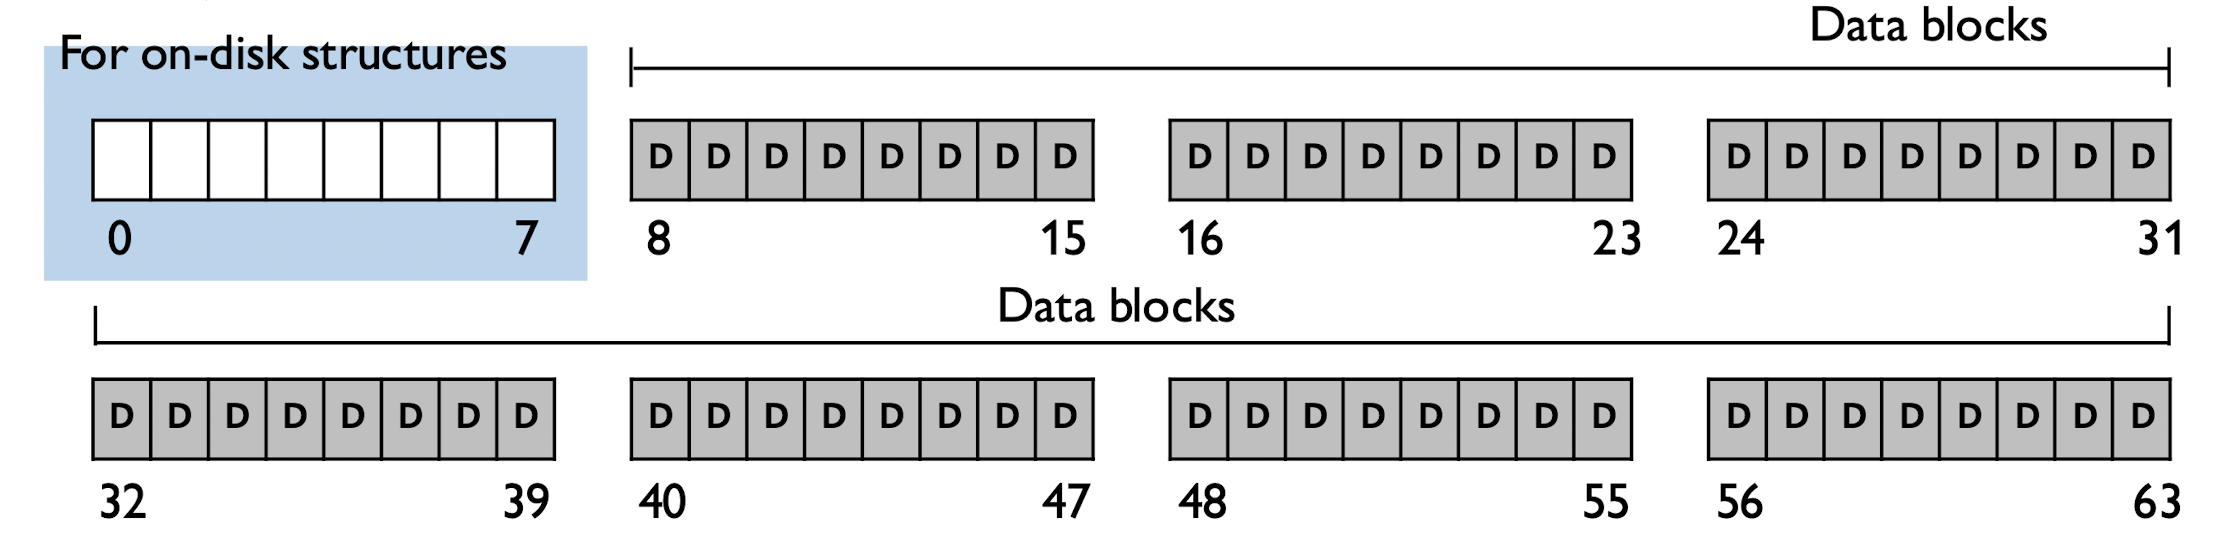 Data blocks
For on-disk structures
D D D D D D D D D D D D D D D D D D D D D D D D
0 7 8 15 16 23 24 31
Data blocks
D D D D D D D D D D D D D D D D D D D D D D D D D D D D D D D D
32 39 40 47 48 55 56 63